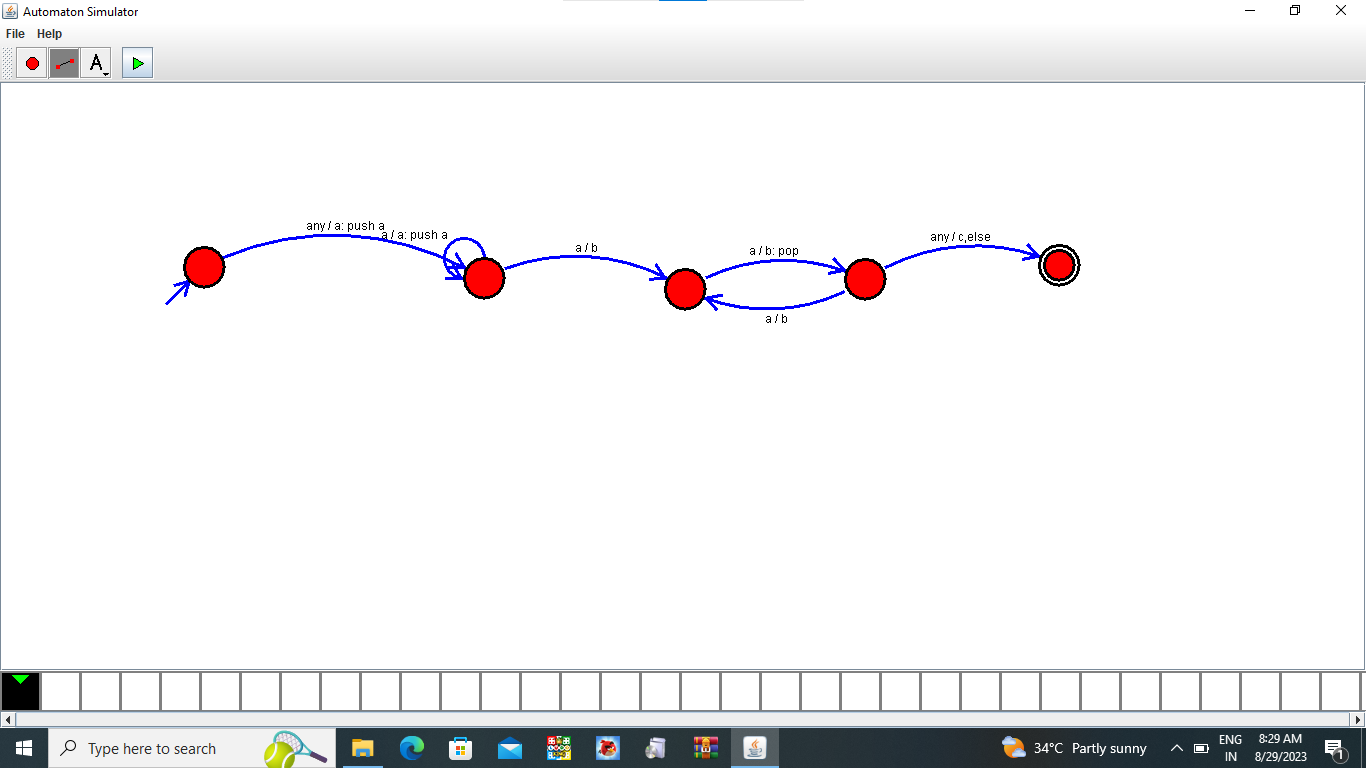 Automaton Simulator
File Help
A
any / a: push a
a / a: push a
a / b
a / b: pop
any / c,else
a / b
Type here to search
34°C Partly sunny
ENG
IN
8:29 AM
8/29/2023
1